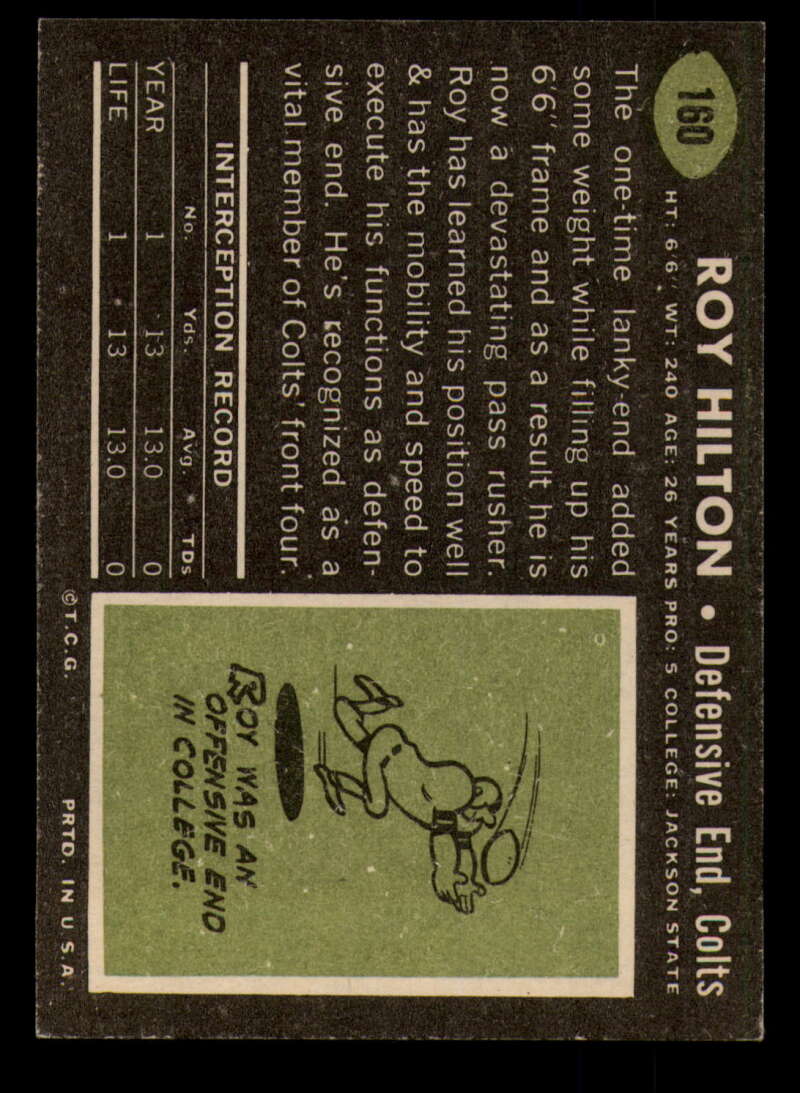 160
ROY HILTON • Defensive End, Colts
HT: 6'6" WT: 240 AGE: 26 YEARS PRO: 5 COLLEGE: JACKSON STATE
The one-time lanky end added
some weight while filling up his
6'6" frame and as a result he is
now a devastating pass rusher.
Roy has learned his position well
& has the mobility and speed to
execute his functions as defen-
sive end. He's recognized as a
vital member of Colts' front four.
INTERCEPTION RECORD
No. Yds. Avg. TDs
YEAR 1 13 13.0 0
LIFE 1 13 13.0 0
ROY WAS AN
OFFENSIVE END
IN COLLEGE.
©T.C.G. PRTD. IN U.S.A.